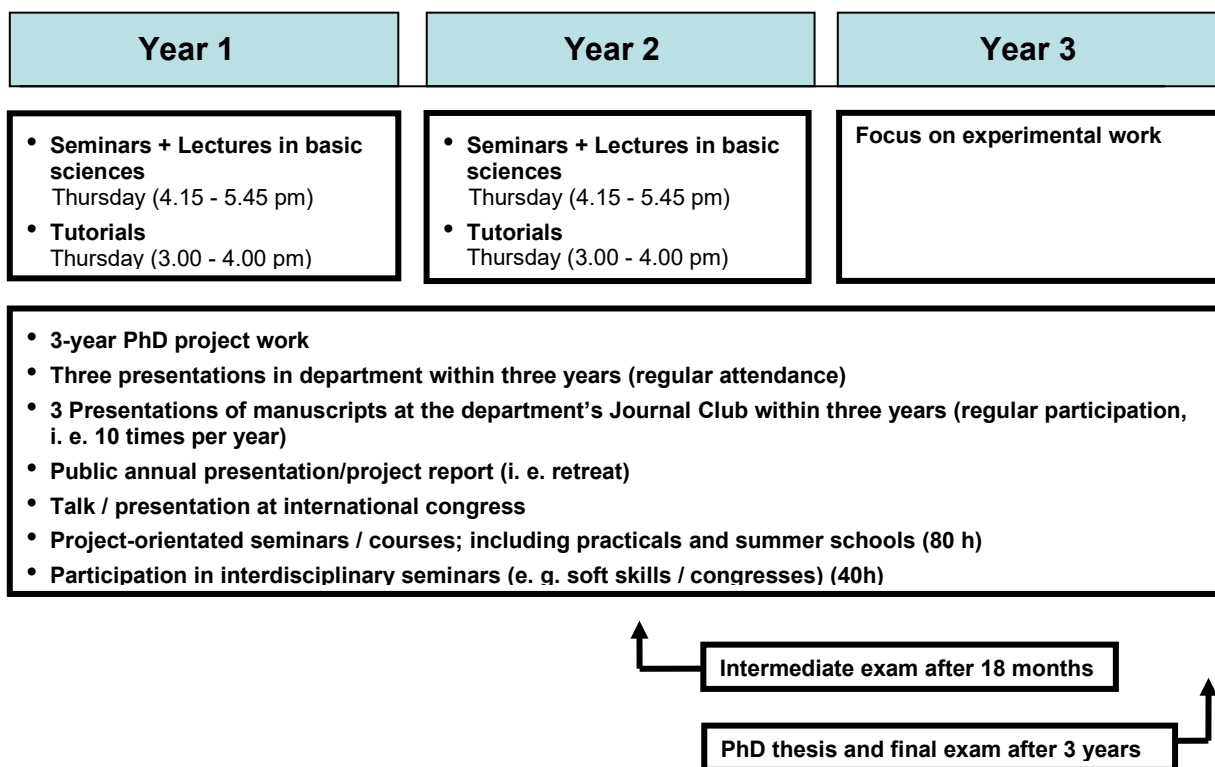 Year 1
Year 2
Year 3
• Seminars + Lectures in basic
sciences
Thursday (4.15 - 5.45 pm)
• Tutorials
Thursday (3.00 - 4.00 pm)
• Seminars + Lectures in basic
sciences
Thursday (4.15 - 5.45 pm)
• Tutorials
Thursday (3.00 - 4.00 pm)
Focus on experimental work
• 3-year PhD project work
• Three presentations in department within three years (regular attendance)
• 3 Presentations of manuscripts at the department's Journal Club within three years (regular participation,
i. e. 10 times per year)
• Public annual presentation/project report (i. e. retreat)
• Talk / presentation at international congress
• Project-orientated seminars / courses; including practicals and summer schools (80 h)
• Participation in interdisciplinary seminars (e. g. soft skills / congresses) (40h)
Intermediate exam after 18 months
PhD thesis and final exam after 3 years